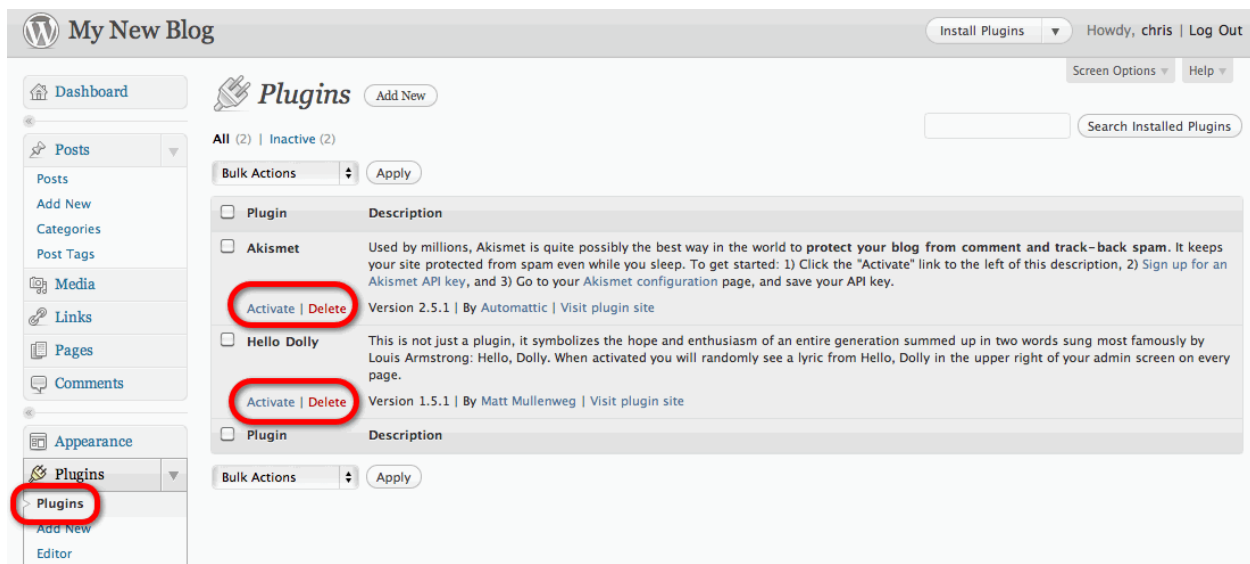 My New Blog
Install Plugins
Howdy, chris | Log Out
Screen Options
Help
Dashboard
Posts
Posts
Add New
Categories
Post Tags
Media
Links
Pages
Comments
Appearance
Plugins
Plugins
Add New
Editor
Plugins
Add New
All (2) | Inactive (2)
Search Installed Plugins
Bulk Actions
Apply
Plugin Description
Akismet
Used by millions, Akismet is quite possibly the best way in the world to protect your blog from comment and track-back spam. It keeps
your site protected from spam even while you sleep. To get started: 1) Click the "Activate" link to the left of this description, 2) Sign up for an
Akismet API key, and 3) Go to your Akismet configuration page, and save your API key.
Activate | Delete
Version 2.5.1 | By Automattic | Visit plugin site
Hello Dolly
This is not just a plugin, it symbolizes the hope and enthusiasm of an entire generation summed up in two words sung most famously by
Louis Armstrong: Hello, Dolly. When activated you will randomly see a lyric from Hello, Dolly in the upper right of your admin screen on every
page.
Activate | Delete
Version 1.5.1 | By Matt Mullenweg | Visit plugin site
Plugin Description
Bulk Actions
Apply